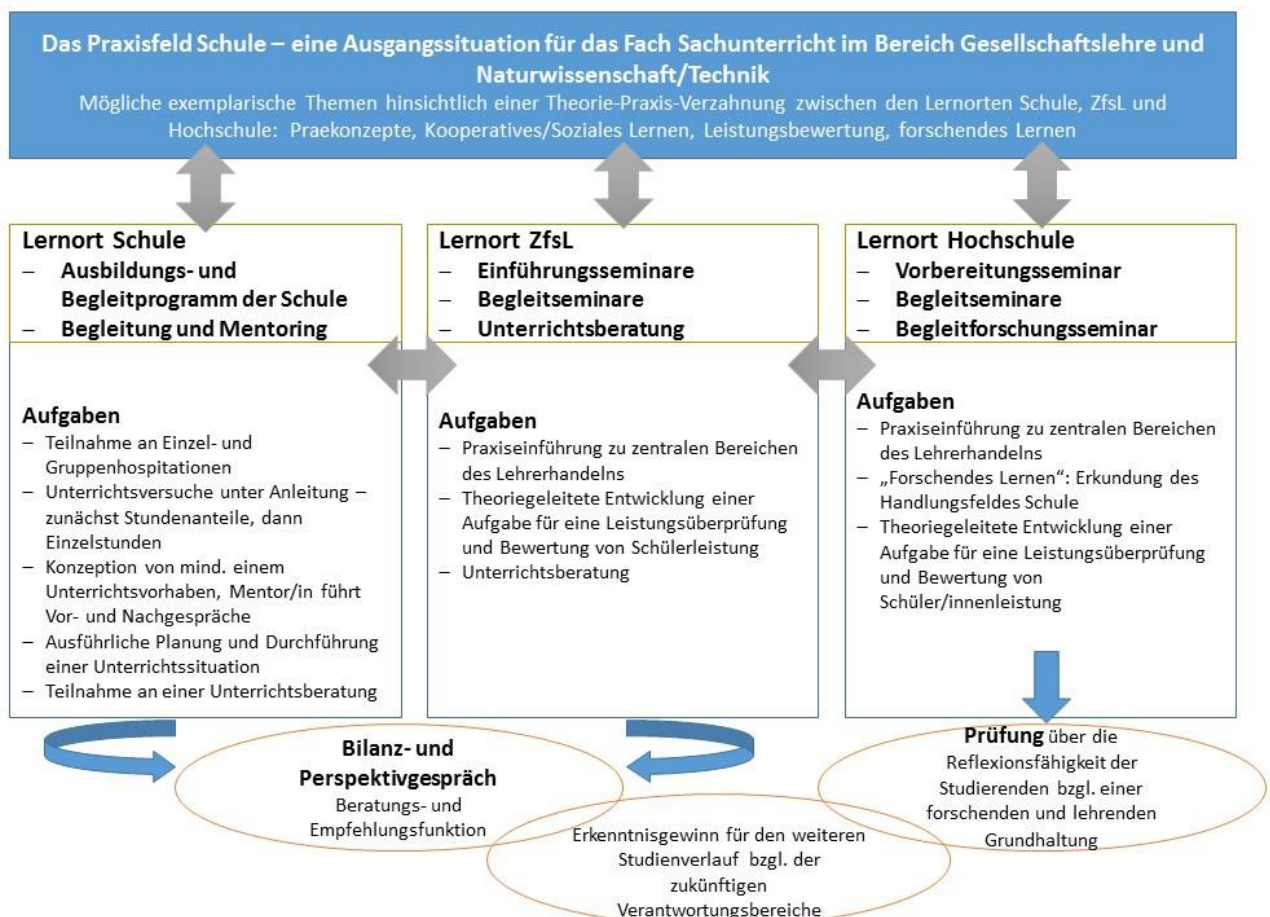 Das Praxisfeld Schule – eine Ausgangssituation für das Fach Sachunterricht im Bereich Gesellschaftslehre und
Naturwissenschaft/Technik
Mögliche exemplarische Themen hinsichtlich einer Theorie-Praxis-Verzahnung zwischen den Lernorten Schule, ZfsL und
Hochschule: Praekonzepte, Kooperatives/Soziales Lernen, Leistungsbewertung, forschendes Lernen
Lernort Schule
– Ausbildungs- und
Begleitprogramm der Schule
– Begleitung und Mentoring
Aufgaben
– Teilnahme an Einzel- und
Gruppenhospitationen
– Unterrichtsversuche unter Anleitung –
zunächst Stundenanteile, dann
Einzelstunden
– Konzeption von mind. einem
Unterrichtsvorhaben, Mentor/in führt
Vor- und Nachgespräche
– Ausführliche Planung und Durchführung
einer Unterrichtssituation
– Teilnahme an einer Unterrichtsberatung
Lernort ZfsL
– Einführungsseminare
– Begleitseminare
– Unterrichtsberatung
Aufgaben
– Praxiseinführung zu zentralen Bereichen
des Lehrerhandelns
– Theoriegeleitete Entwicklung einer
Aufgabe für eine Leistungsüberprüfung
und Bewertung von Schülerleistung
– Unterrichtsberatung
Lernort Hochschule
– Vorbereitungsseminar
– Begleitseminare
– Begleitforschungsseminar
Aufgaben
– Praxiseinführung zu zentralen Bereichen
des Lehrerhandelns
– „Forschendes Lernen“: Erkundung des
Handlungsfeldes Schule
– Theoriegeleitete Entwicklung einer
Aufgabe für eine Leistungsüberprüfung
und Bewertung von
Schüler/innenleistung
Bilanz- und
Perspektivgespräch
Beratungs- und
Empfehlungsfunktion
Erkenntnisgewinn für den weiteren
Studienverlauf bzgl. der
zukünftigen
Verantwortungsbereiche
Prüfung über die
Reflexionsfähigkeit der
Studierenden bzgl. einer
forschenden und lehrenden
Grundhaltung